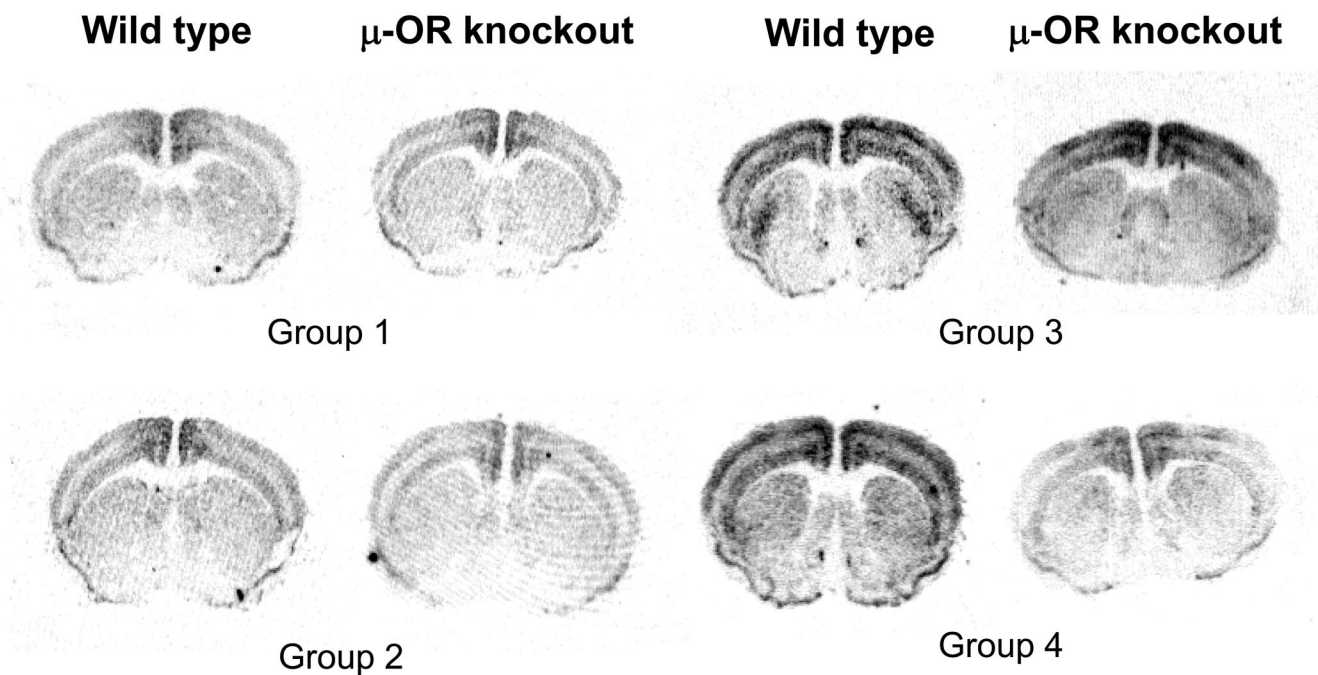 Wild type μ-OR knockout Wild type μ-OR knockout
Group 1 Group 3
Group 2 Group 4